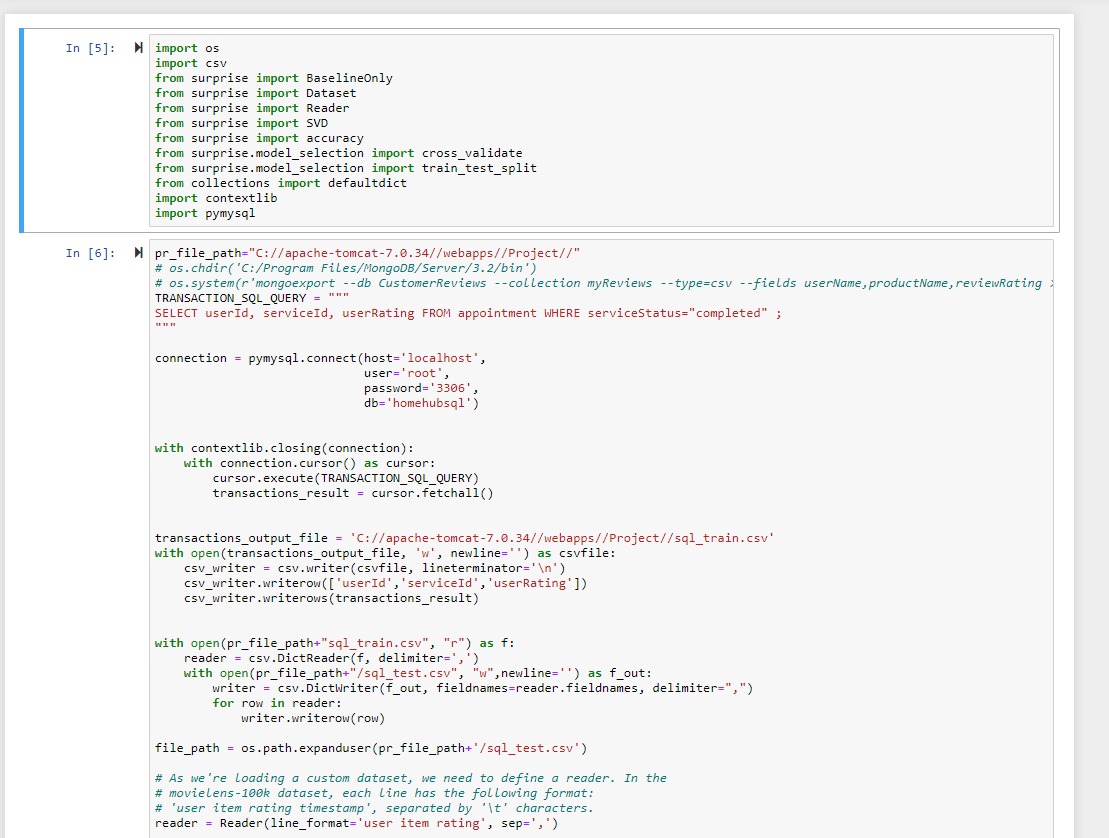 In [5]:
import os
import csv
from surprise import BaselineOnly
from surprise import Dataset
from surprise import Reader
from surprise import SVD
from surprise import accuracy
from surprise.model_selection import cross_validate
from surprise.model_selection import train_test_split
from collections import defaultdict
import contextlib
import pymysql
In [6]:
pr_file_path="C://apache-tomcat-7.0.34//webapps//Project//"
# os.chdir('C:/Program Files/MongoDB/Server/3.2/bin')
# os.system(r'mongoexport --db CustomerReviews --collection myReviews --type=csv --fields userName,productName,reviewRating >
TRANSACTION_SQL_QUERY = """
SELECT userId, serviceId, userRating FROM appointment WHERE serviceStatus="completed" ;
"""
connection = pymysql.connect(host='localhost',
                             user='root',
                             password='3306',
                             db='homehubsql')
with contextlib.closing(connection):
    with connection.cursor() as cursor:
        cursor.execute(TRANSACTION_SQL_QUERY)
        transactions_result = cursor.fetchall()
transactions_output_file = 'C://apache-tomcat-7.0.34//webapps//Project//sql_train.csv'
with open(transactions_output_file, 'w', newline='') as csvfile:
    csv_writer = csv.writer(csvfile, lineterminator='\n')
    csv_writer.writerow(['userId','serviceId','userRating'])
    csv_writer.writerows(transactions_result)
with open(pr_file_path+"sql_train.csv", "r") as f:
    reader = csv.DictReader(f, delimiter=',')
    with open(pr_file_path+"/sql_test.csv", "w",newline='') as f_out:
        writer = csv.DictWriter(f_out, fieldnames=reader.fieldnames, delimiter=",")
        for row in reader:
            writer.writerow(row)
file_path = os.path.expanduser(pr_file_path+'/sql_test.csv')
# As we're loading a custom dataset, we need to define a reader. In the
# movielens-100k dataset, each line has the following format:
# 'user item rating timestamp', separated by '\t' characters.
reader = Reader(line_format='user item rating', sep=',')